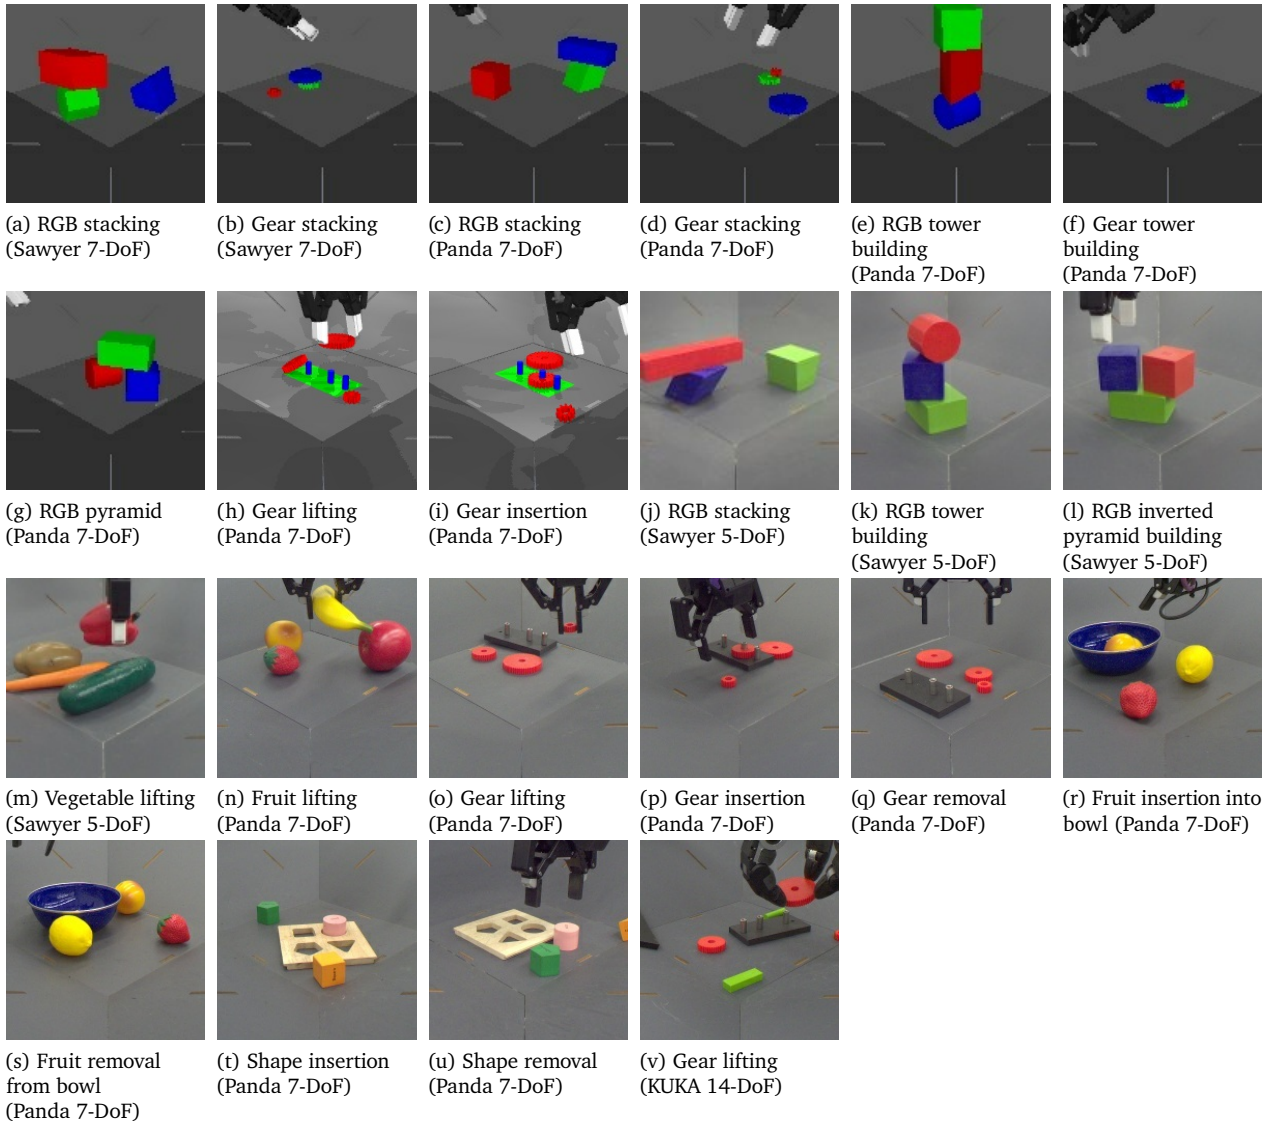 (a) RGB stacking
(Sawyer 7-DoF)
(b) Gear stacking
(Sawyer 7-DoF)
(c) RGB stacking
(Panda 7-DoF)
(d) Gear stacking
(Panda 7-DoF)
(e) RGB tower
building
(Panda 7-DoF)
(f) Gear tower
building
(Panda 7-DoF)
(g) RGB pyramid
(Panda 7-DoF)
(h) Gear lifting
(Panda 7-DoF)
(i) Gear insertion
(Panda 7-DoF)
(j) RGB stacking
(Sawyer 5-DoF)
(k) RGB tower
building
(Sawyer 5-DoF)
(l) RGB inverted
pyramid building
(Sawyer 5-DoF)
(m) Vegetable lifting
(Sawyer 5-DoF)
(n) Fruit lifting
(Panda 7-DoF)
(o) Gear lifting
(Panda 7-DoF)
(p) Gear insertion
(Panda 7-DoF)
(q) Gear removal
(Panda 7-DoF)
(r) Fruit insertion into
bowl (Panda 7-DoF)
(s) Fruit removal
from bowl
(Panda 7-DoF)
(t) Shape insertion
(Panda 7-DoF)
(u) Shape removal
(Panda 7-DoF)
(v) Gear lifting
(KUKA 14-DoF)